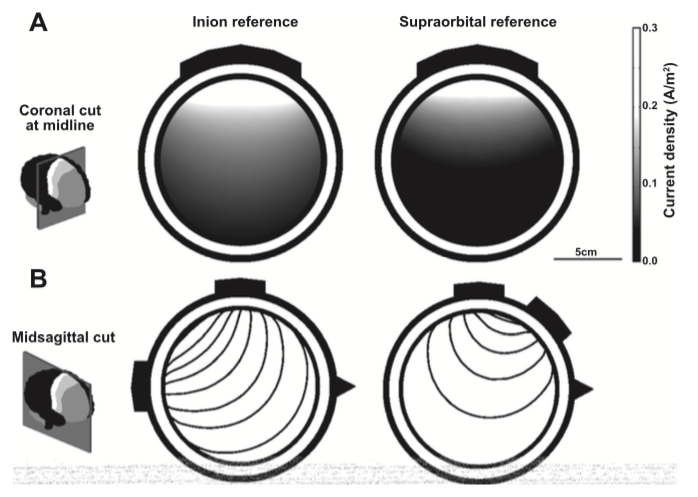 A
Inion reference
Supraorbital reference
0.3
Coronal cut
at midline
0.2
0.1
0.0
Current density (A/m²)
5cm
B
Midsagittal cut